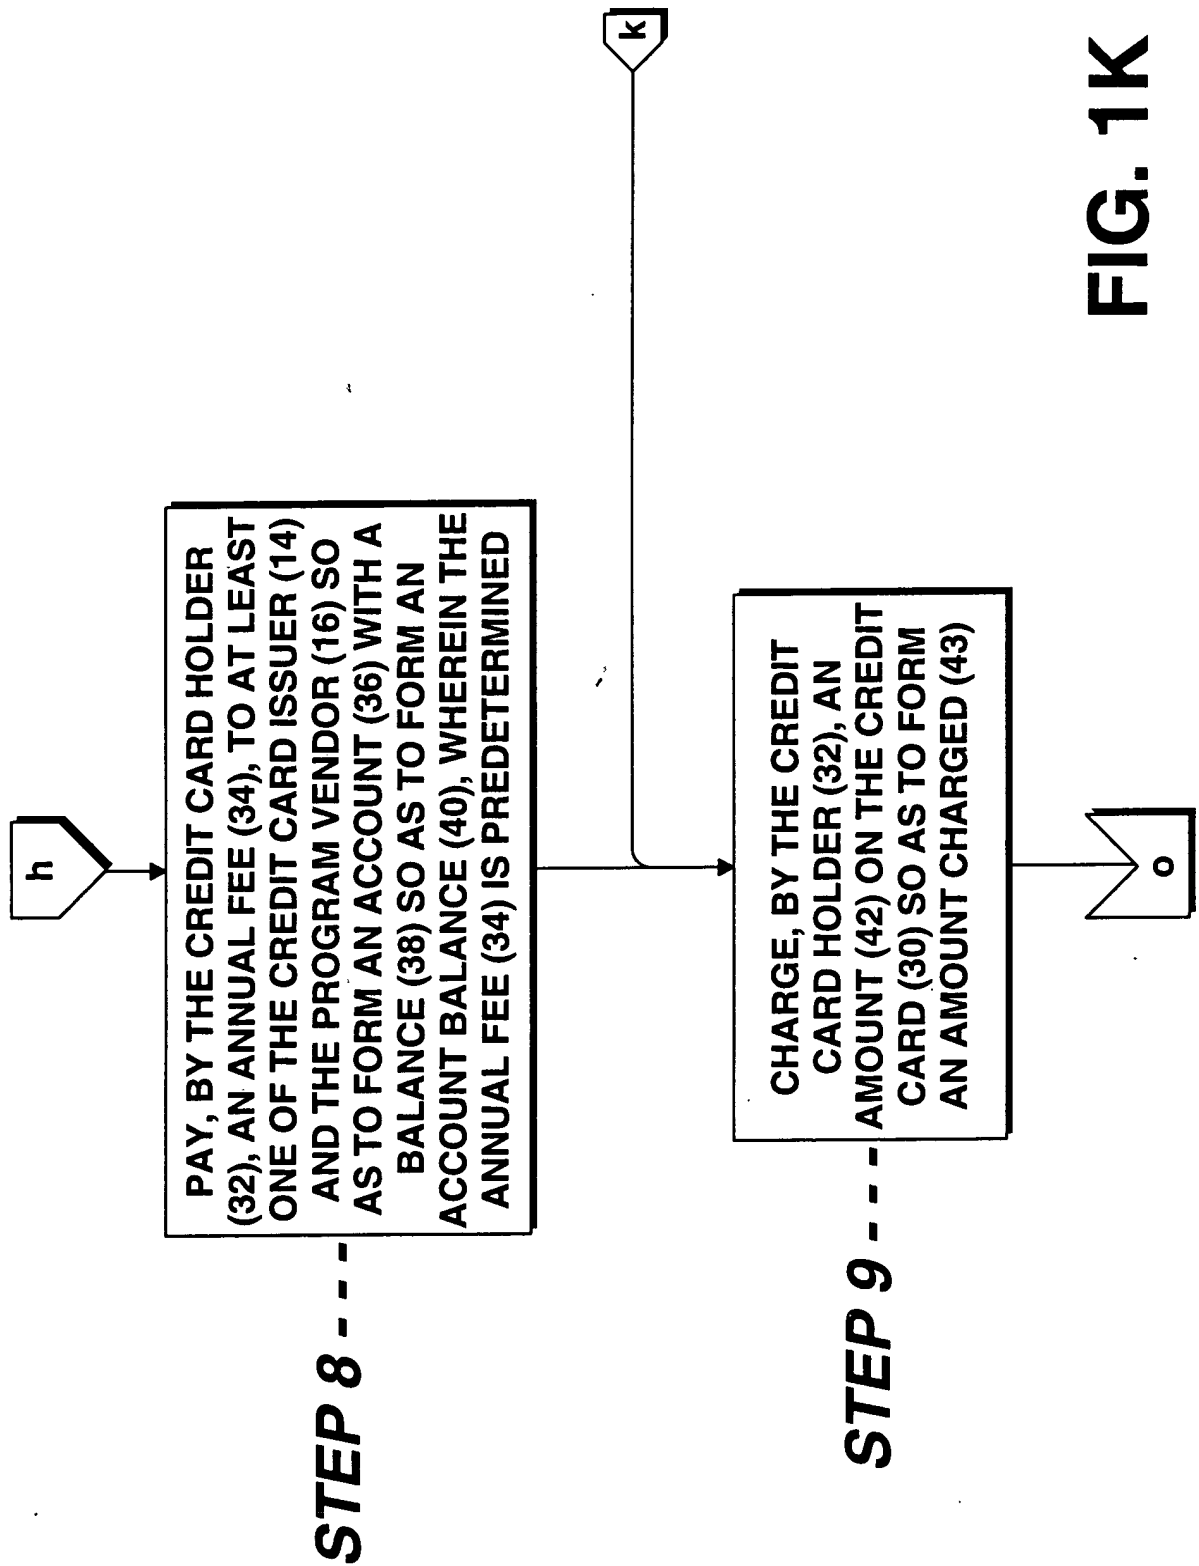 h
STEP 8 - - -
PAY, BY THE CREDIT CARD HOLDER
(32), AN ANNUAL FEE (34), TO AT LEAST
ONE OF THE CREDIT CARD ISSUER (14)
AND THE PROGRAM VENDOR (16) SO
AS TO FORM AN ACCOUNT (36) WITH A
BALANCE (38) SO AS TO FORM AN
ACCOUNT BALANCE (40), WHEREIN THE
ANNUAL FEE (34) IS PREDETERMINED
k
STEP 9 - - -
CHARGE, BY THE CREDIT
CARD HOLDER (32), AN
AMOUNT (42) ON THE CREDIT
CARD (30) SO AS TO FORM
AN AMOUNT CHARGED (43)
o
FIG. 1K